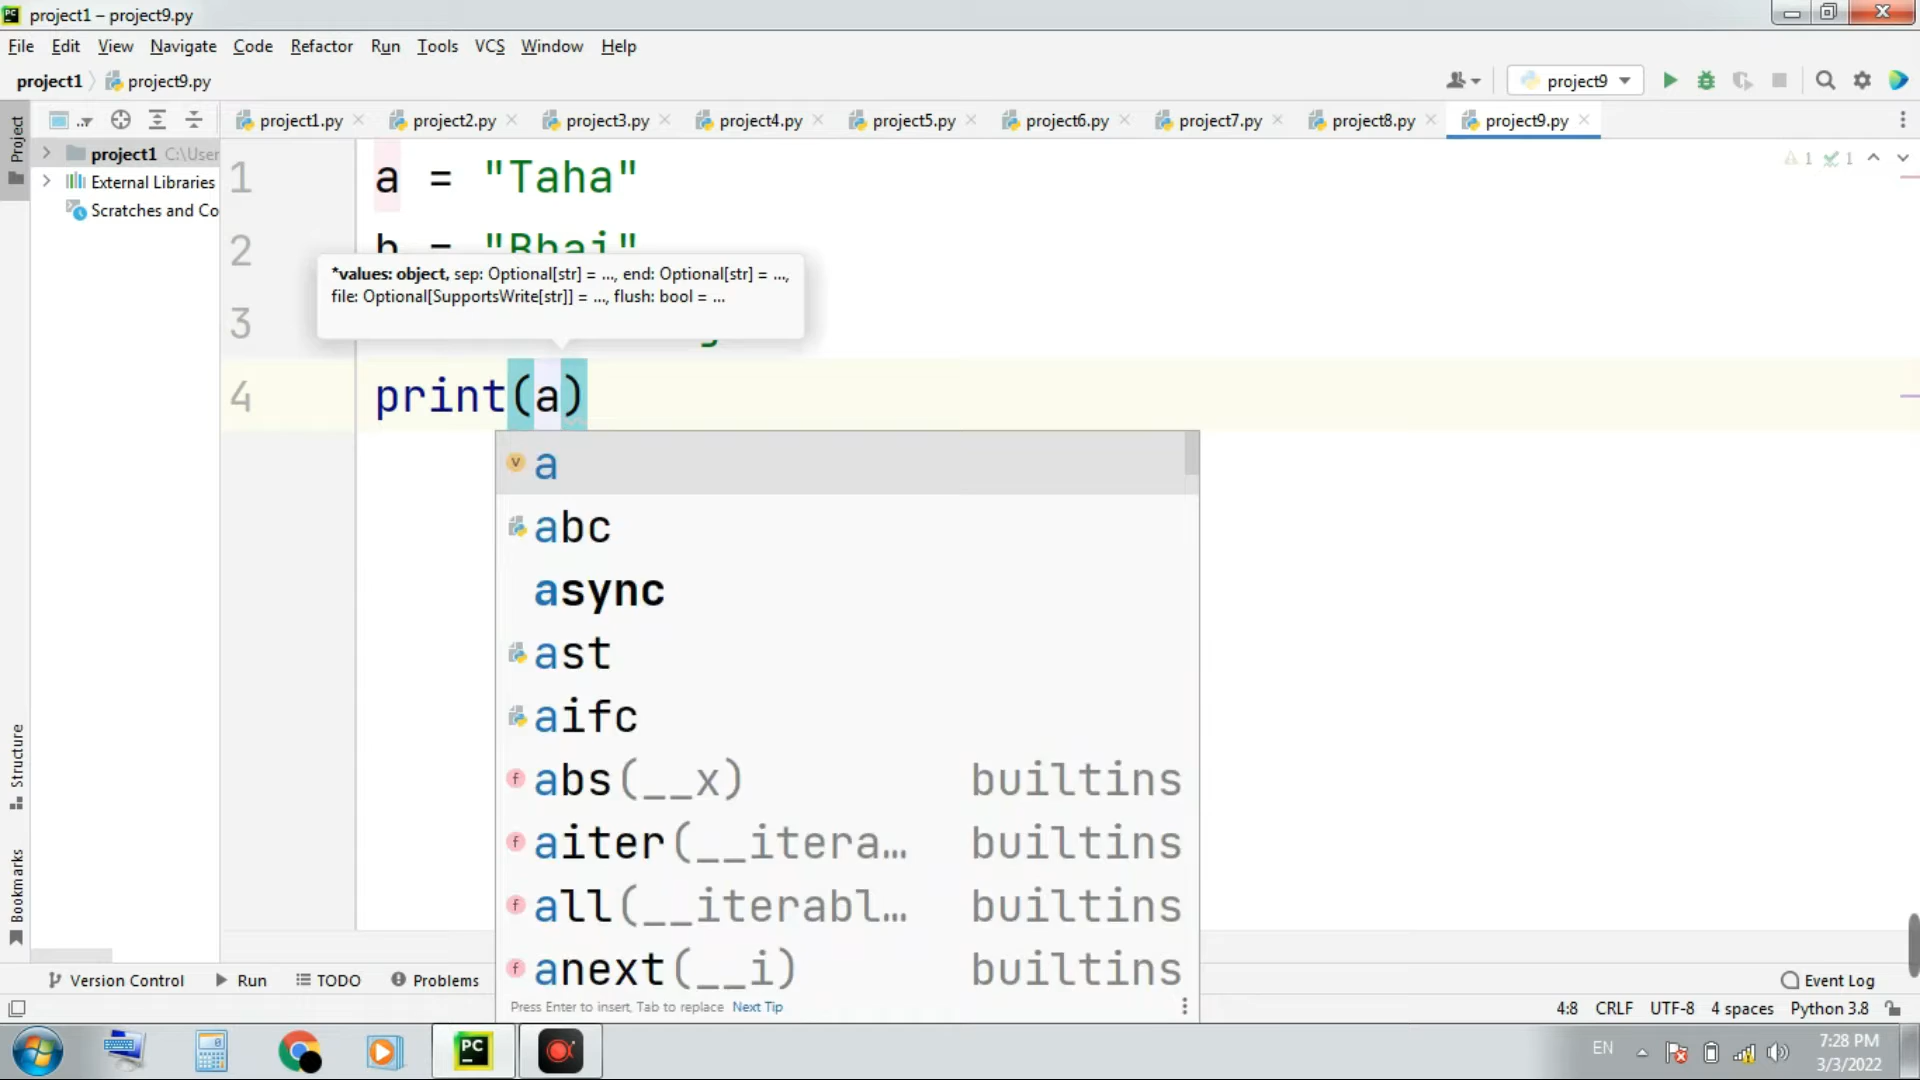 project1 – project9.py
File Edit View Navigate Code Refactor Run Tools VCS Window Help
project1 project9.py
project9
project1.py project2.py project3.py project4.py project5.py project6.py project7.py project8.py project9.py
Project
project1 C:\User
External Libraries
Scratches and Co
1 a = "Taha"
1 1
2 b = "Bhai"
*values: object, sep: Optional[str] = ..., end: Optional[str] = ...,
file: Optional[SupportsWrite[str]] = ..., flush: bool = ...
3
4 print(a)
a
abc
async
ast
aifc
abs(__x) builtins
aiter(__itera… builtins
all(__iterabl… builtins
anext(__i) builtins
Press Enter to insert, Tab to replace Next Tip
Structure
Bookmarks
Version Control Run TODO Problems Event Log
4:8 CRLF UTF-8 4 spaces Python 3.8
PC
EN
7:28 PM
3/3/2022